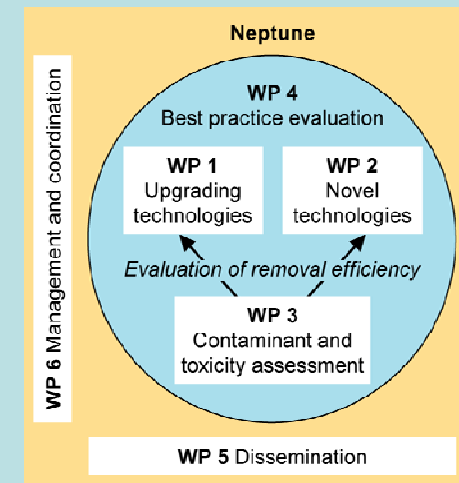 Neptune
WP 6 Management and coordination
WP 4
Best practice evaluation
WP 1
Upgrading
technologies
WP 2
Novel
technologies
Evaluation of removal efficiency
WP 3
Contaminant and
toxicity assessment
WP 5 Dissemination